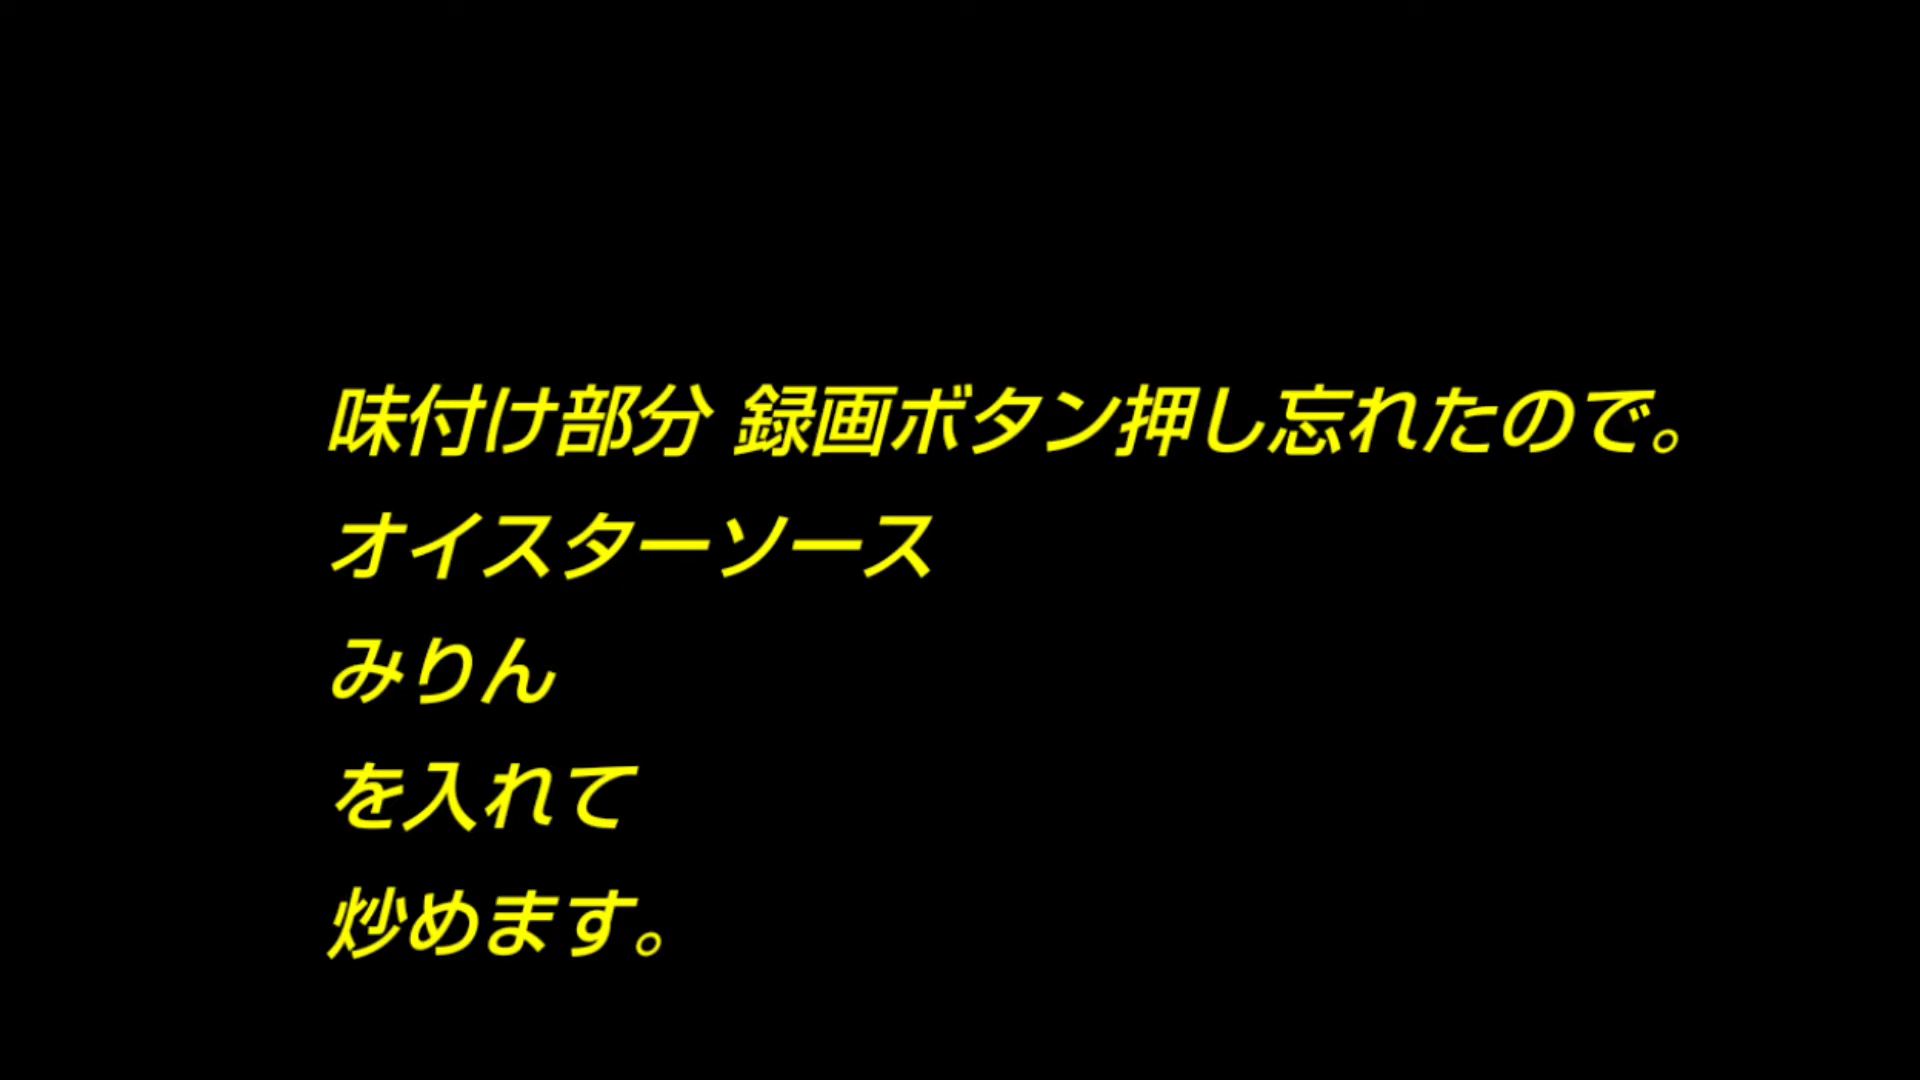 味付け部分 録画ボタン押し忘れたので。
オイスターソース
みりん
を入れて
炒めます。